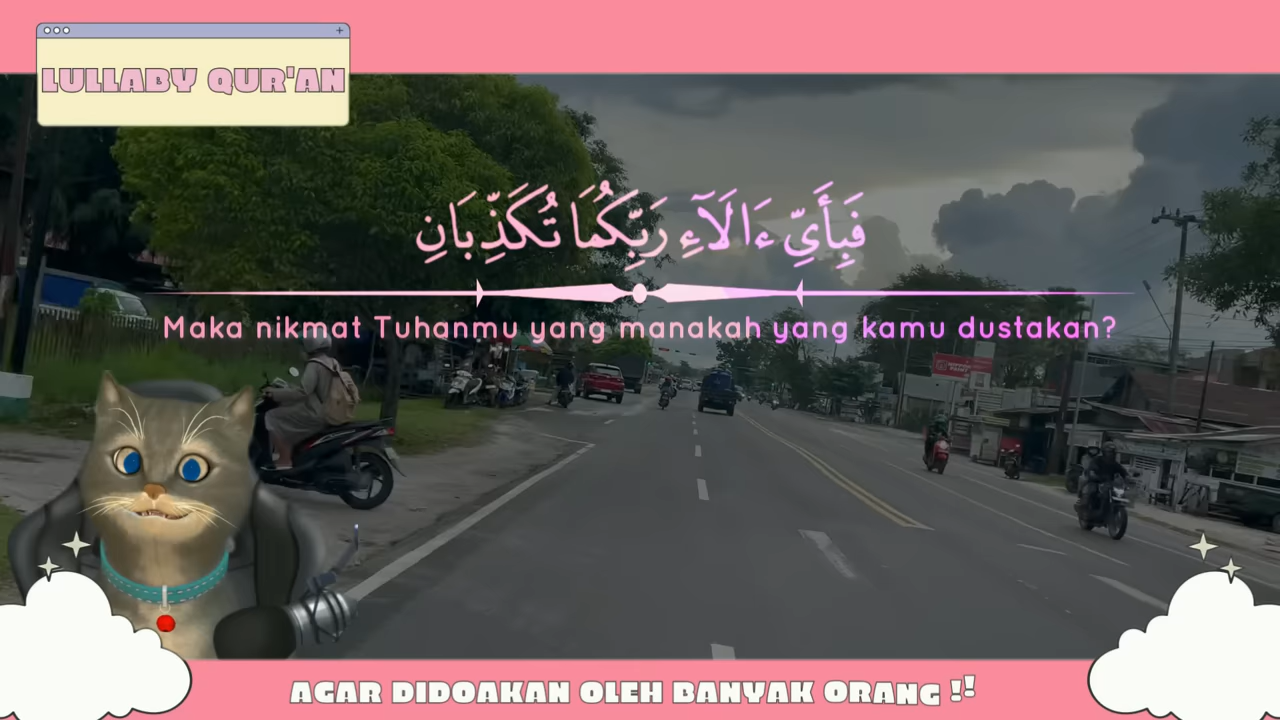 LULLABY QUR'AN
فَبِأَىِّ ءَالَآءِ رَبِّكُمَا تُكَذِّبَانِ
Maka nikmat Tuhanmu yang manakah yang kamu dustakan?
AGAR DIDOAKAN OLEH BANYAK ORANG !!